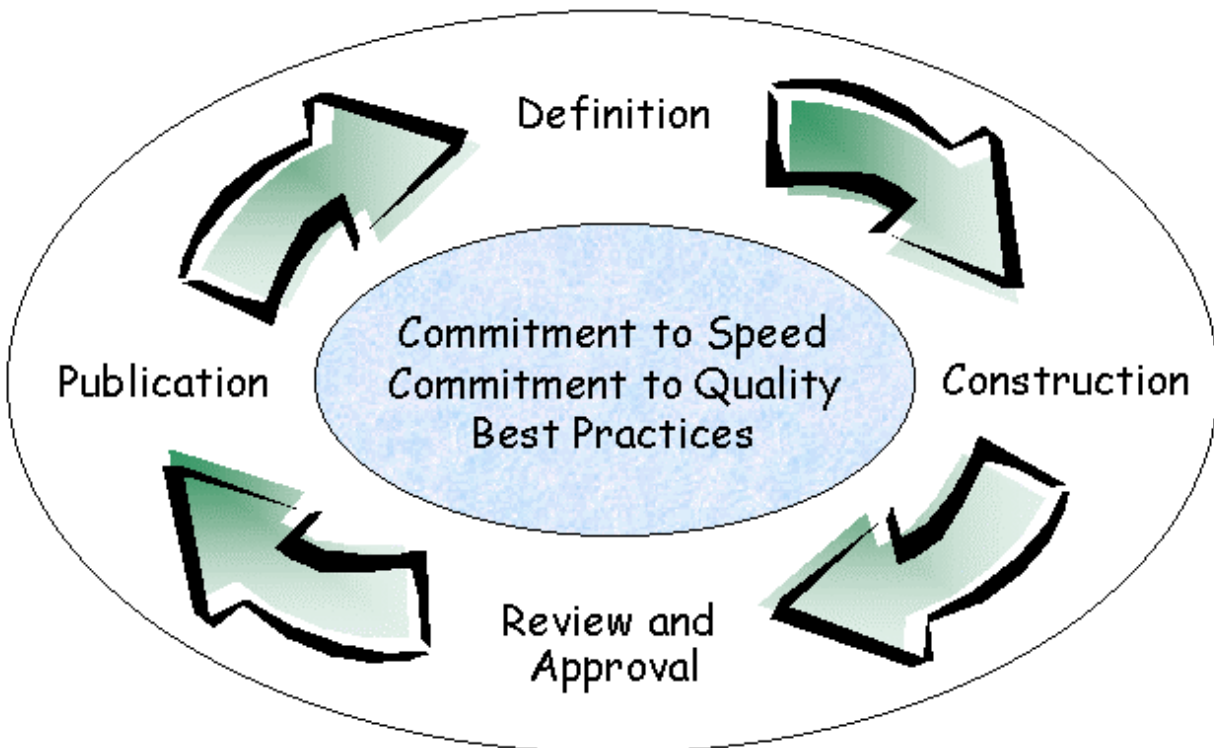 Definition
Commitment to Speed
Commitment to Quality
Best Practices
Publication
Construction
Review and
Approval